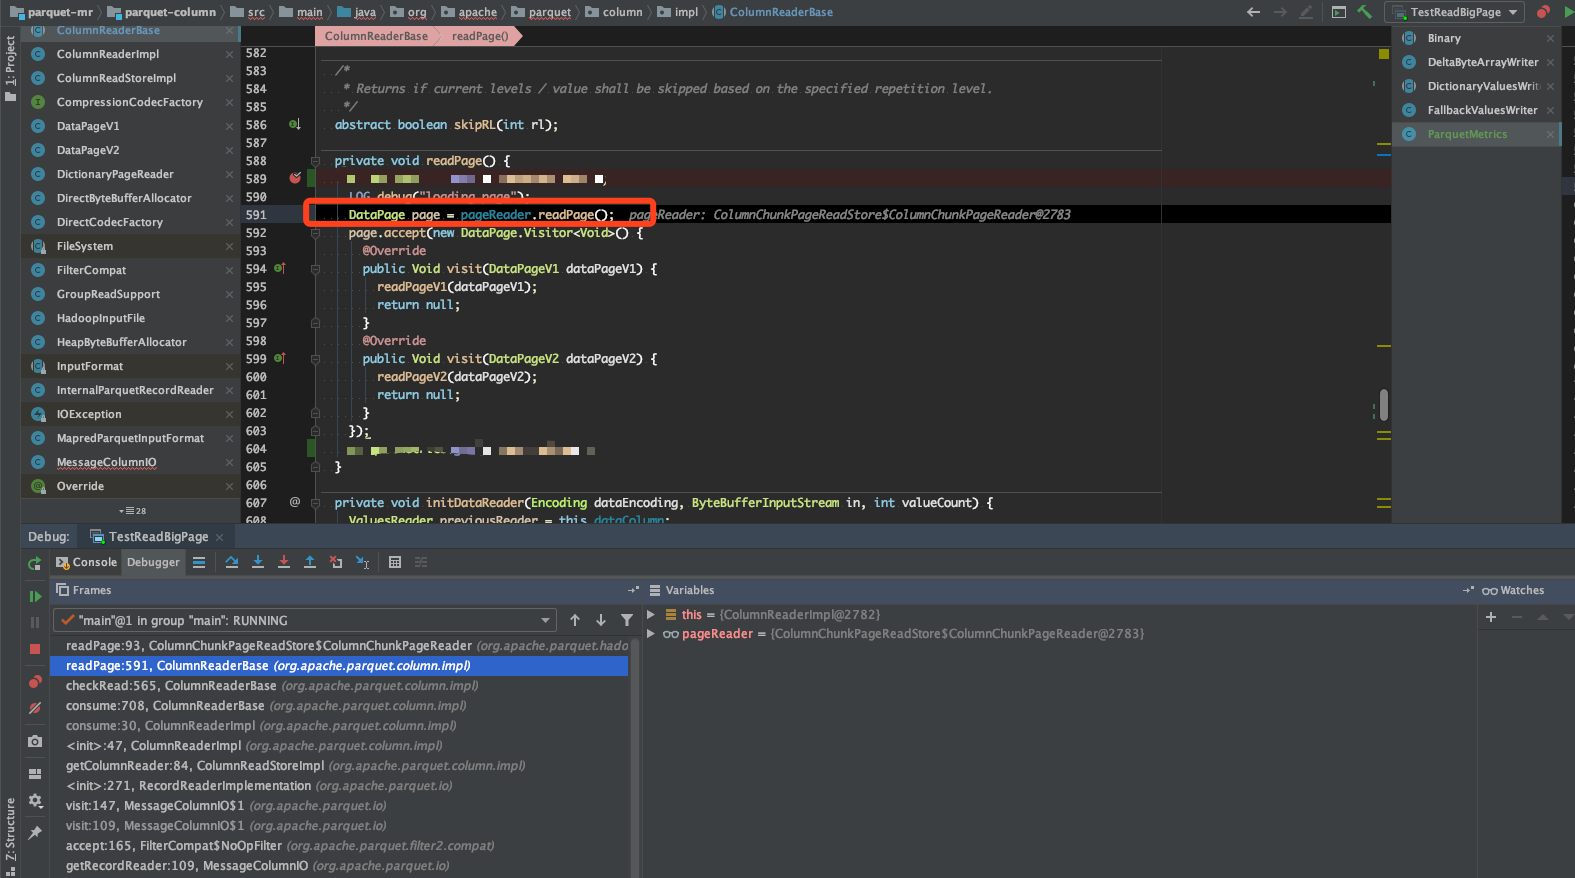 parquet-mr parquet-column src main java org apache parquet column impl ColumnReaderBase TestReadBigPage
1: Project
ColumnReaderBase
ColumnReaderImpl
ColumnReadStoreImpl
CompressionCodecFactory
DataPageV1
DataPageV2
DictionaryPageReader
DirectByteBufferAllocator
DirectCodecFactory
FileSystem
FilterCompat
GroupReadSupport
HadoopInputFile
HeapByteBufferAllocator
InputFormat
InternalParquetRecordReader
IOException
MapredParquetInputFormat
MessageColumnIO
Override
28
ColumnReaderBase readPage()
582
583 /*
584 * Returns if current levels / value shall be skipped based on the specified repetition level.
585 */
586 abstract boolean skipRL(int rl);
587
588 private void readPage() {
589
590 LOG.debug("loading page");
591 DataPage page = pageReader.readPage(); pageReader: ColumnChunkPageReadStore$ColumnChunkPageReader@2783
592 page.accept(new DataPage.Visitor<Void>() {
593 @Override
594 public Void visit(DataPageV1 dataPageV1) {
595 readPageV1(dataPageV1);
596 return null;
597 }
598 @Override
599 public Void visit(DataPageV2 dataPageV2) {
600 readPageV2(dataPageV2);
601 return null;
602 }
603 });
604
605 }
606
607 @ private void initDataReader(Encoding dataEncoding, ByteBufferInputStream in, int valueCount) {
608 ValuesReader previousReader = this.dataColumn;
Binary
DeltaByteArrayWriter
DictionaryValuesWrit
FallbackValuesWriter
ParquetMetrics
Debug: TestReadBigPage
Console Debugger
Frames
"main"@1 in group "main": RUNNING
readPage:93, ColumnChunkPageReadStore$ColumnChunkPageReader (org.apache.parquet.hado
readPage:591, ColumnReaderBase (org.apache.parquet.column.impl)
checkRead:565, ColumnReaderBase (org.apache.parquet.column.impl)
consume:708, ColumnReaderBase (org.apache.parquet.column.impl)
consume:30, ColumnReaderImpl (org.apache.parquet.column.impl)
<init>:47, ColumnReaderImpl (org.apache.parquet.column.impl)
getColumnReader:84, ColumnReadStoreImpl (org.apache.parquet.column.impl)
<init>:271, RecordReaderImplementation (org.apache.parquet.io)
visit:147, MessageColumnIO$1 (org.apache.parquet.io)
visit:109, MessageColumnIO$1 (org.apache.parquet.io)
accept:165, FilterCompat$NoOpFilter (org.apache.parquet.filter2.compat)
getRecordReader:109, MessageColumnIO (org.apache.parquet.io)
Variables
this = {ColumnReaderImpl@2782}
pageReader = {ColumnChunkPageReadStore$ColumnChunkPageReader@2783}
Watches
Z: Structure